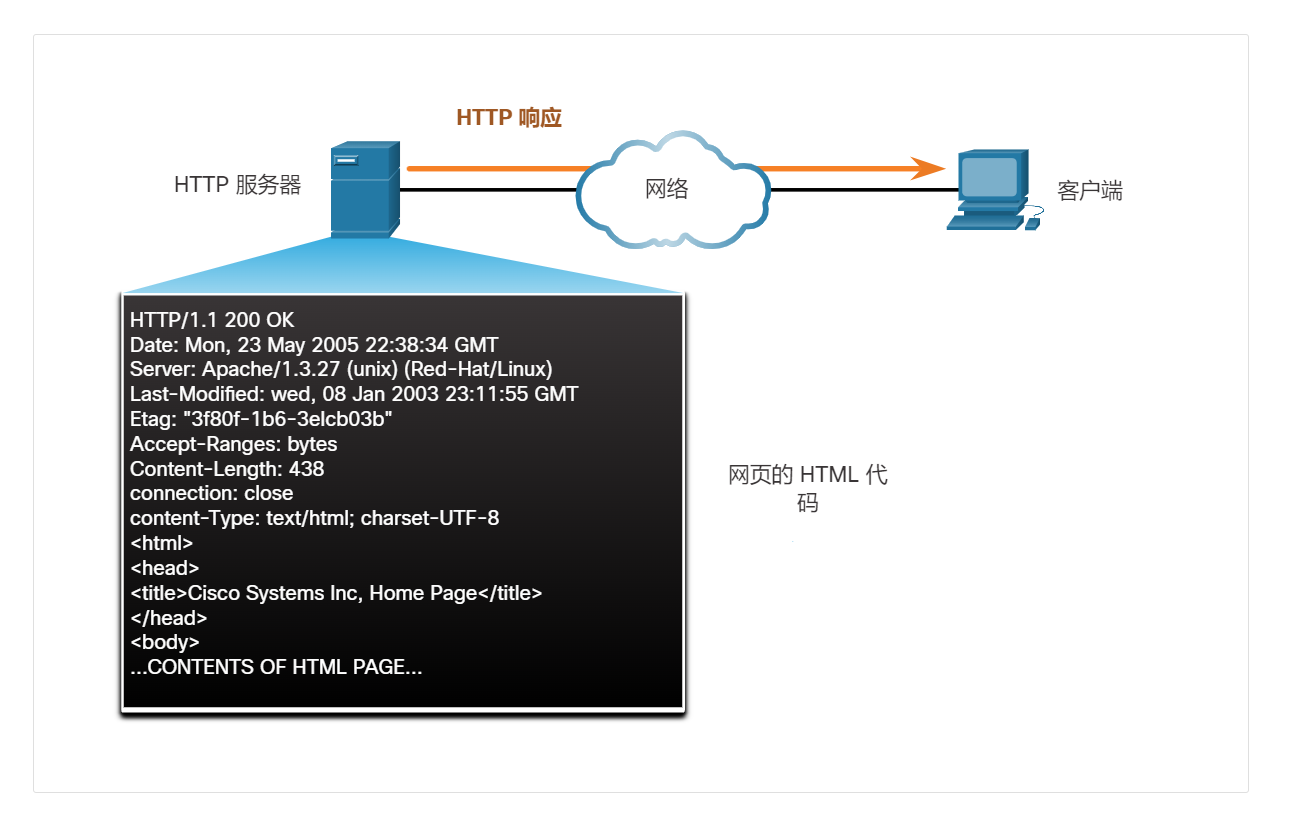 HTTP 响应
HTTP 服务器
网络
客户端
HTTP/1.1 200 OK
Date: Mon, 23 May 2005 22:38:34 GMT
Server: Apache/1.3.27 (unix) (Red-Hat/Linux)
Last-Modified: wed, 08 Jan 2003 23:11:55 GMT
Etag: "3f80f-1b6-3elcb03b"
Accept-Ranges: bytes
Content-Length: 438
connection: close
content-Type: text/html; charset-UTF-8
<html>
<head>
<title>Cisco Systems Inc, Home Page</title>
</head>
<body>
...CONTENTS OF HTML PAGE...
网页的 HTML 代
码